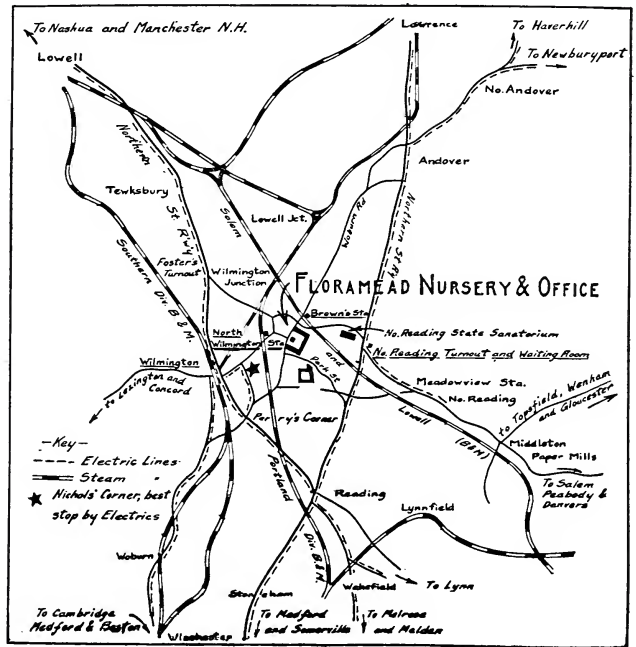 To Nashua and Manchester N.H.
Lowell
Lawrence
To Haverhill
To Newburyport
No. Andover
Andover
Northern
St. R'wy
Tewksbury
Salem
Lowell Jct.
Woburn Rd
Northern St. Ry
Southern Div. B & M.
Foster's
Turnout
Wilmington
Junction
FLORAMEAD NURSERY & OFFICE
Brown's Sta.
No. Reading State Sanatorium
North
Wilmington Sta.
No. Reading Turnout and Waiting Room
and
Park St.
Wilmington
to Lexington and
Concord
Meadowview Sta.
No. Reading
to Topsfield, Wenham
and Gloucester
Perry's Corner
Lowell
(B&M)
Middleton
Paper Mills
-Key-
Electric Lines
Steam "
Nichols' Corner, best
stop by Electrics
Portland
Div. B & M.
Reading
Lynnfield
To Salem
Peabody &
Danvers
Woburn
Stoneham
Wakefield
To Lynn
To Cambridge
Medford & Boston
Winchester
To Medford
and Somerville
To Melrose
and Malden